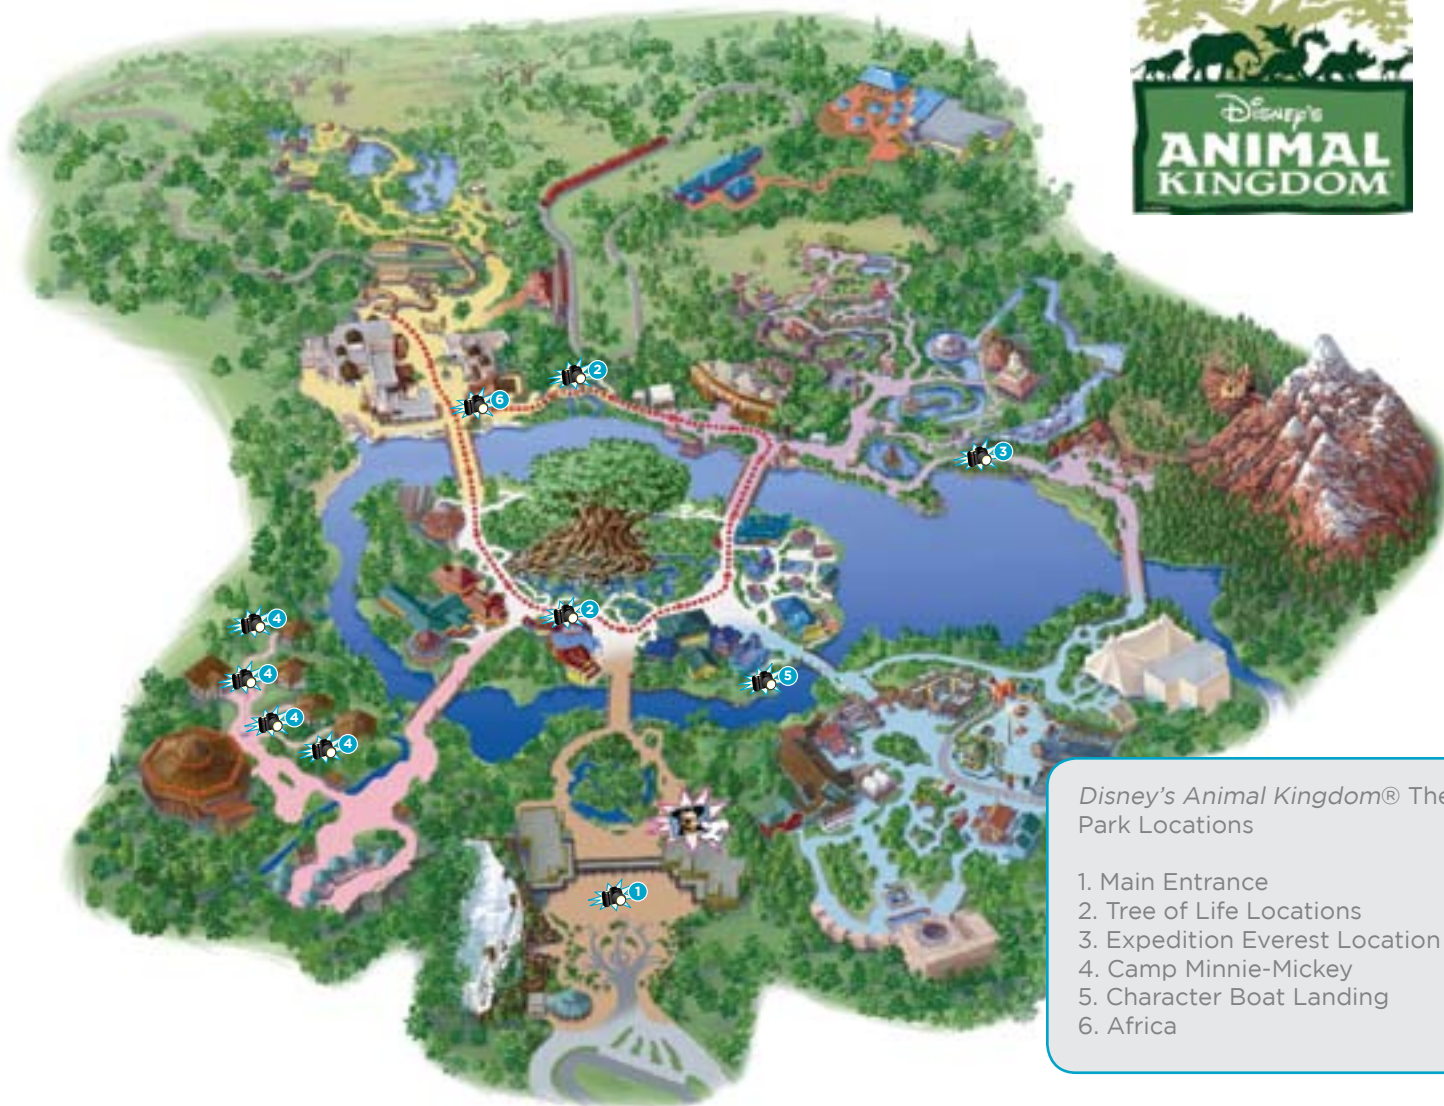 Disney's
ANIMAL
KINGDOM
2
6
3
4
2
4
5
4
4
1
Disney's Animal Kingdom®
Park Locations
1. Main Entrance
2. Tree of Life Locations
3. Expedition Everest Location
4. Camp Minnie-Mickey
5. Character Boat Landing
6. Africa